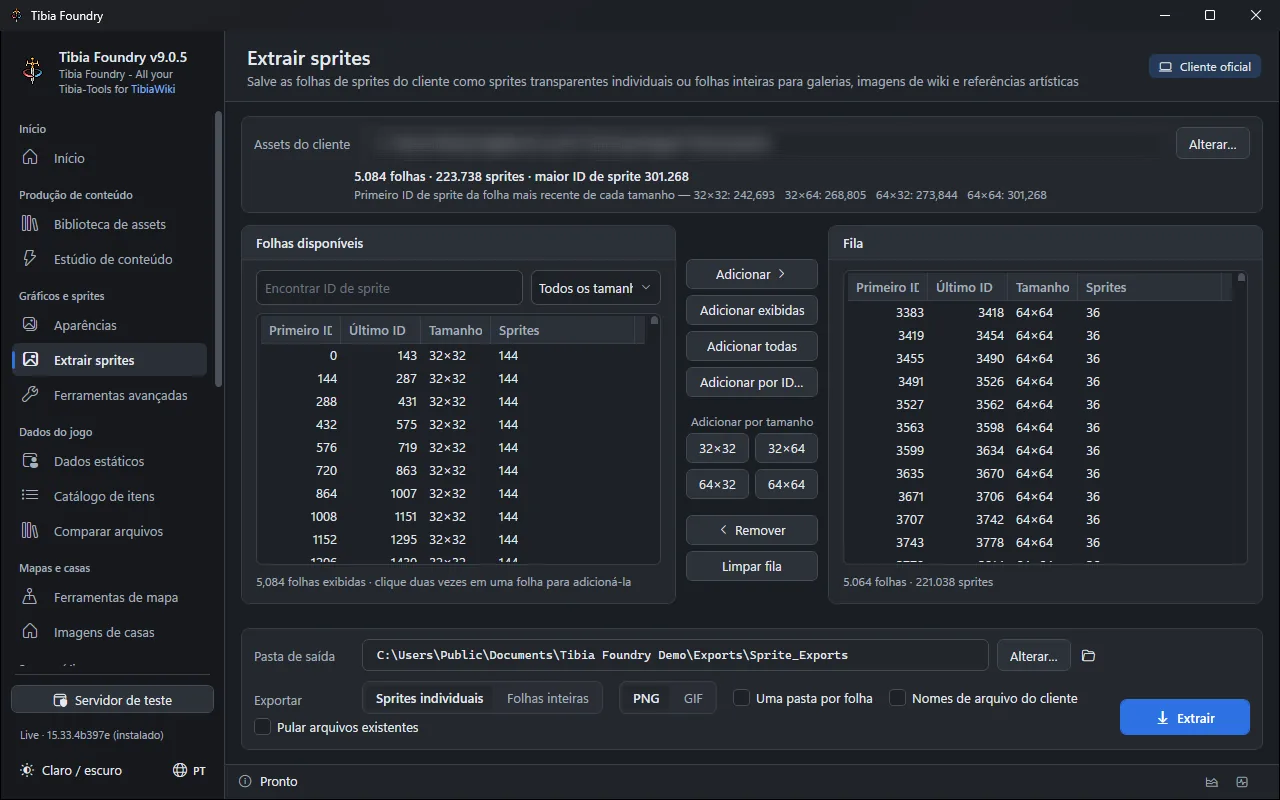 Tibia Foundry
Tibia Foundry v9.0.5
Tibia Foundry - All your
Tibia-Tools for TibiaWiki
Início
Início
Produção de conteúdo
Biblioteca de assets
Estúdio de conteúdo
Gráficos e sprites
Aparências
Extrair sprites
Ferramentas avançadas
Dados do jogo
Dados estáticos
Catálogo de itens
Comparar arquivos
Mapas e casas
Ferramentas de mapa
Imagens de casas
Servidor de teste
Live · 15.33.4b397e (instalado)
Claro / escuro
PT
Extrair sprites
Salve as folhas de sprites do cliente como sprites transparentes individuais ou folhas inteiras para galerias, imagens de wiki e referências artísticas
Cliente oficial
Assets do cliente
Alterar...
5.084 folhas · 223.738 sprites · maior ID de sprite 301.268
Primeiro ID de sprite da folha mais recente de cada tamanho — 32×32: 242,693 32×64: 268,805 64×32: 273,844 64×64: 301,268
Folhas disponíveis
Encontrar ID de sprite
Todos os tamanh
Primeiro ID Último ID Tamanho Sprites
0 143 32×32 144
144 287 32×32 144
288 431 32×32 144
432 575 32×32 144
576 719 32×32 144
720 863 32×32 144
864 1007 32×32 144
1008 1151 32×32 144
1152 1295 32×32 144
5,084 folhas exibidas · clique duas vezes em uma folha para adicioná-la
Adicionar
Adicionar exibidas
Adicionar todas
Adicionar por ID...
Adicionar por tamanho
32×32 32×64
64×32 64×64
Remover
Limpar fila
Fila
Primeiro ID Último ID Tamanho Sprites
3383 3418 64×64 36
3419 3454 64×64 36
3455 3490 64×64 36
3491 3526 64×64 36
3527 3562 64×64 36
3563 3598 64×64 36
3599 3634 64×64 36
3635 3670 64×64 36
3671 3706 64×64 36
3707 3742 64×64 36
3743 3778 64×64 36
5.064 folhas · 221.038 sprites
Pasta de saída
C:\Users\Public\Documents\Tibia Foundry Demo\Exports\Sprite_Exports
Alterar...
Exportar
Sprites individuais Folhas inteiras
PNG GIF
Uma pasta por folha
Nomes de arquivo do cliente
Pular arquivos existentes
Extrair
Pronto